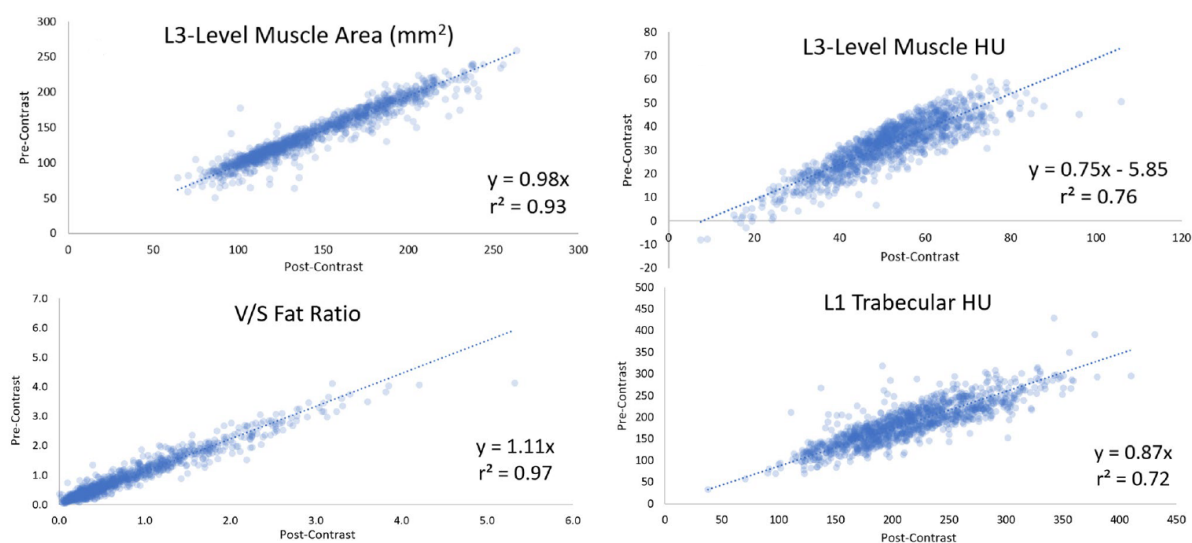 L3-Level Muscle Area (mm²)
300
250
200
150
100
50
0
Pre-Contrast
y = 0.98x
r² = 0.93
0 50 100 150 200 250 300
Post-Contrast
L3-Level Muscle HU
80
70
60
50
40
30
20
10
0
-10
-20
Pre-Contrast
y = 0.75x - 5.85
r² = 0.76
0 20 40 60 80 100 120
Post-Contrast
V/S Fat Ratio
7.0
6.0
5.0
4.0
3.0
2.0
1.0
0.0
Pre-Contrast
y = 1.11x
r² = 0.97
0.0 1.0 2.0 3.0 4.0 5.0 6.0
Post-Contrast
L1 Trabecular HU
500
450
400
350
300
250
200
150
100
50
0
Pre-Contrast
y = 0.87x
r² = 0.72
0 50 100 150 200 250 300 350 400 450
Post-Contrast